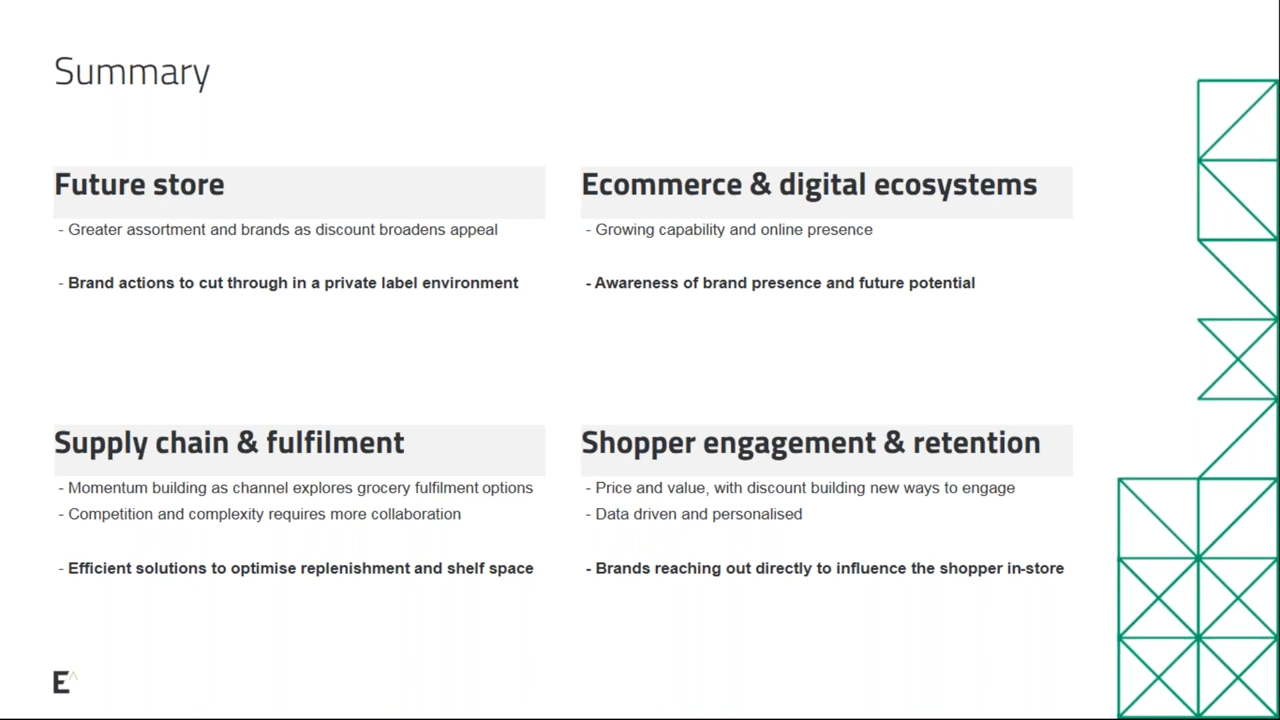 Summary
Future store
- Greater assortment and brands as discount broadens appeal
- Brand actions to cut through in a private label environment
Ecommerce & digital ecosystems
- Growing capability and online presence
- Awareness of brand presence and future potential
Supply chain & fulfilment
- Momentum building as channel explores grocery fulfilment options
- Competition and complexity requires more collaboration
- Efficient solutions to optimise replenishment and shelf space
Shopper engagement & retention
- Price and value, with discount building new ways to engage
- Data driven and personalised
- Brands reaching out directly to influence the shopper in-store
E^